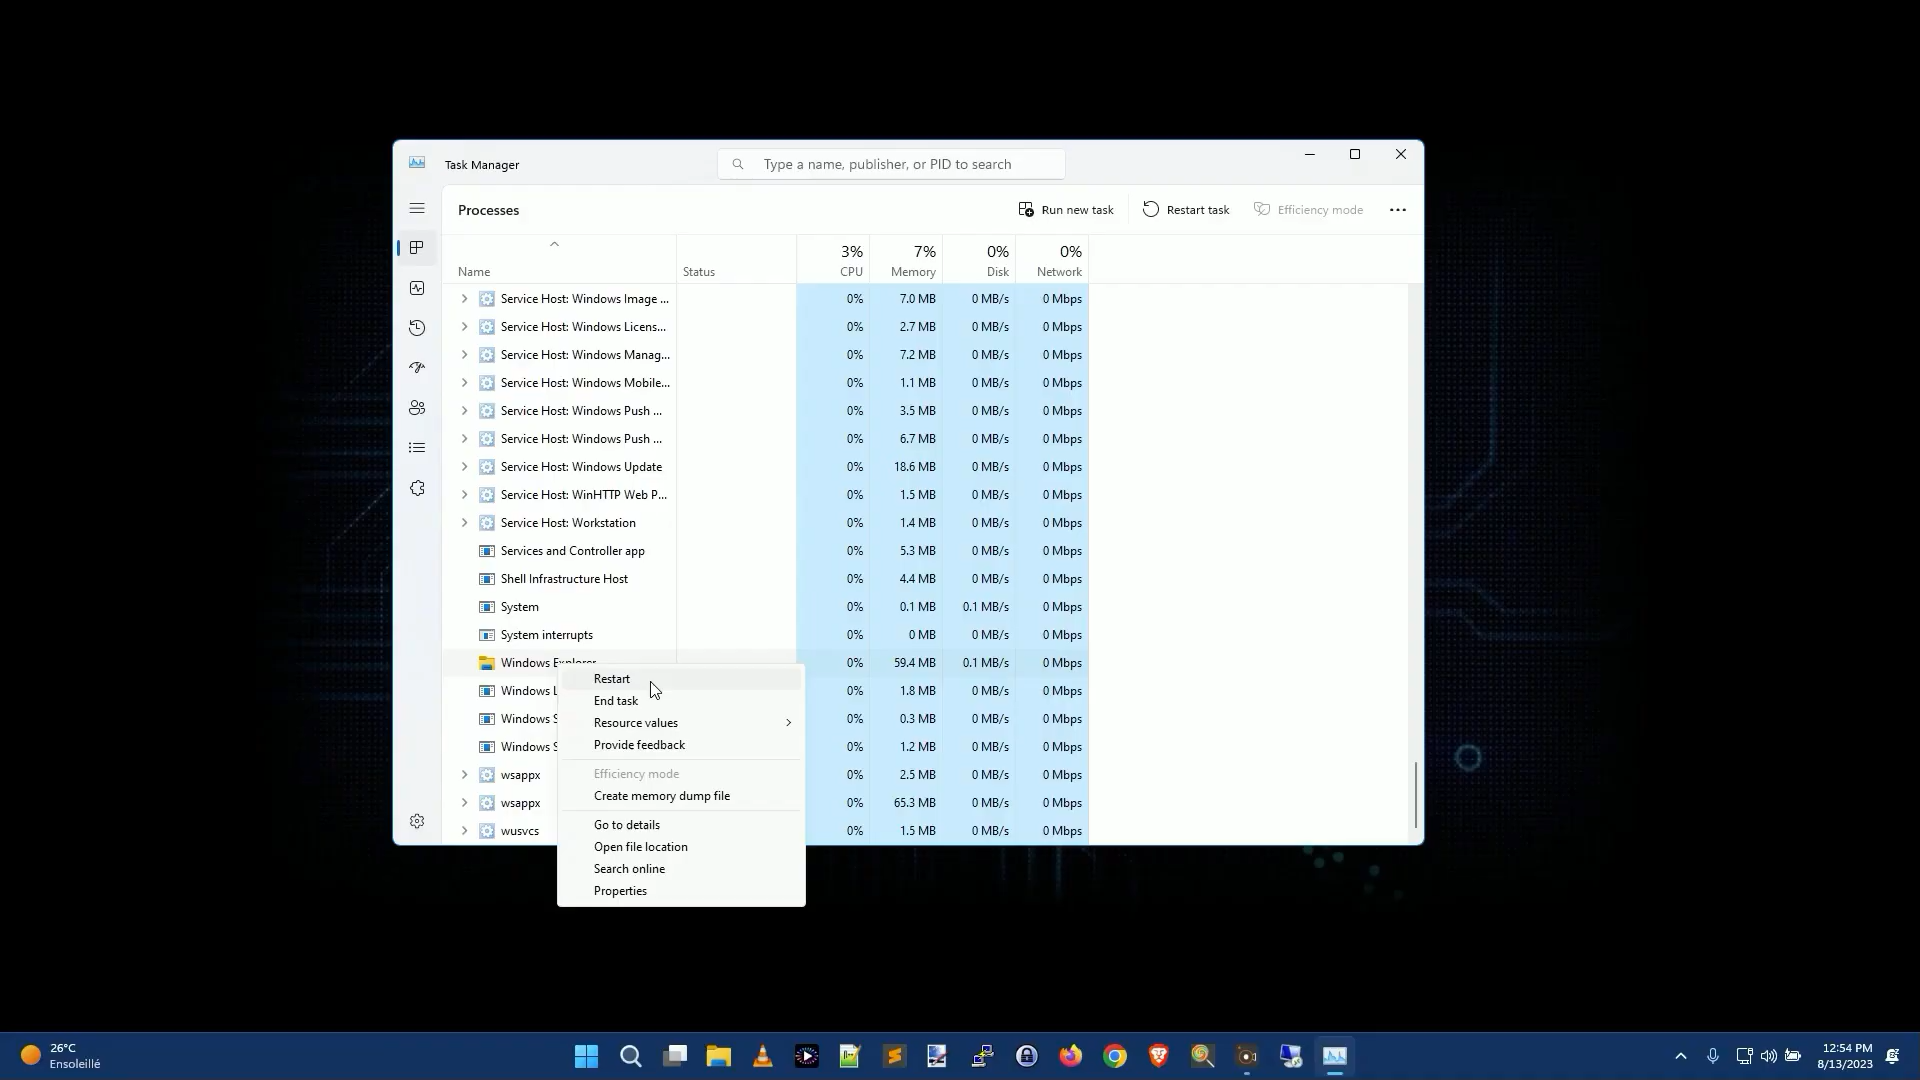 Task Manager
Type a name, publisher, or PID to search
Processes
Run new task
Restart task
Efficiency mode
3% 7% 0% 0%
Name Status CPU Memory Disk Network
Service Host: Windows Image ... 0% 7.0 MB 0 MB/s 0 Mbps
Service Host: Windows Licens... 0% 2.7 MB 0 MB/s 0 Mbps
Service Host: Windows Manag... 0% 7.2 MB 0 MB/s 0 Mbps
Service Host: Windows Mobile... 0% 1.1 MB 0 MB/s 0 Mbps
Service Host: Windows Push ... 0% 3.5 MB 0 MB/s 0 Mbps
Service Host: Windows Push ... 0% 6.7 MB 0 MB/s 0 Mbps
Service Host: Windows Update 0% 18.6 MB 0 MB/s 0 Mbps
Service Host: WinHTTP Web P... 0% 1.5 MB 0 MB/s 0 Mbps
Service Host: Workstation 0% 1.4 MB 0 MB/s 0 Mbps
Services and Controller app 0% 5.3 MB 0 MB/s 0 Mbps
Shell Infrastructure Host 0% 4.4 MB 0 MB/s 0 Mbps
System 0% 0.1 MB 0.1 MB/s 0 Mbps
System interrupts 0% 0 MB 0 MB/s 0 Mbps
Windows Explorer 0% 59.4 MB 0.1 MB/s 0 Mbps
Windows L 0% 1.8 MB 0 MB/s 0 Mbps
Windows S 0% 0.3 MB 0 MB/s 0 Mbps
Windows S 0% 1.2 MB 0 MB/s 0 Mbps
wsappx 0% 2.5 MB 0 MB/s 0 Mbps
wsappx 0% 65.3 MB 0 MB/s 0 Mbps
wusvcs 0% 1.5 MB 0 MB/s 0 Mbps
Restart
End task
Resource values
Provide feedback
Efficiency mode
Create memory dump file
Go to details
Open file location
Search online
Properties
26°C
Ensoleillé
12:54 PM
8/13/2023